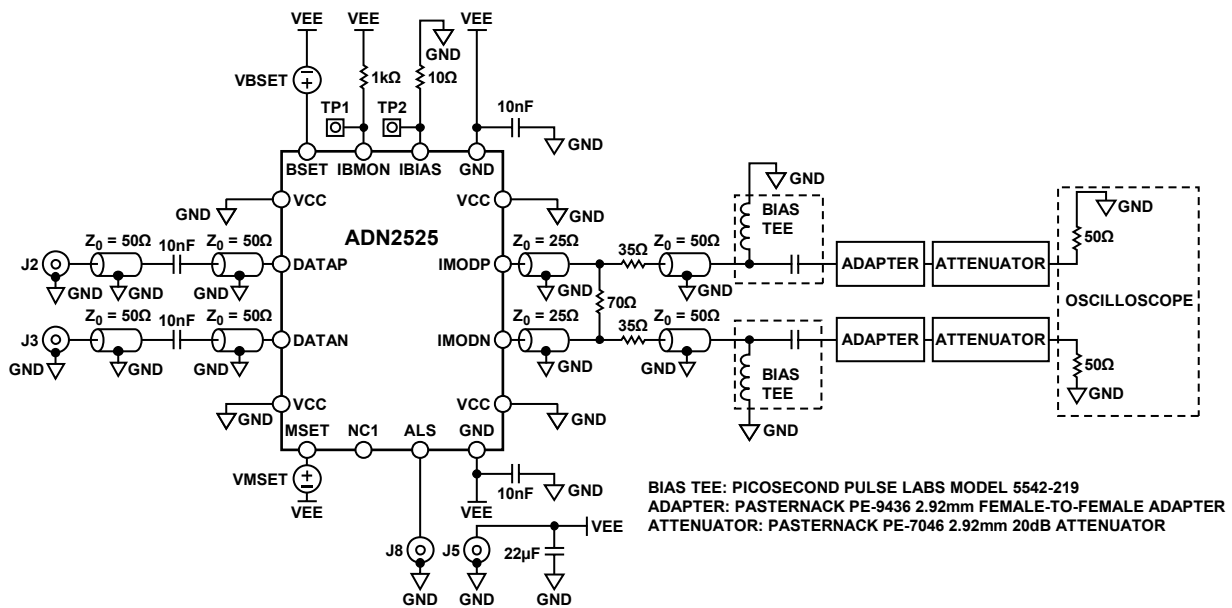 VEE VEE VEE
GND
VBSET
1kΩ 10Ω
TP1 TP2 10nF
GND
BSET IBMON IBIAS GND
VCC VCC
GND GND GND
BIAS
TEE
ADN2525
Z0 = 50Ω Z0 = 50Ω Z0 = 25Ω Z0 = 50Ω
10nF 35Ω
J2 DATAP IMODP ADAPTER ATTENUATOR 50Ω
GND
GND GND GND GND GND
70Ω OSCILLOSCOPE
Z0 = 50Ω Z0 = 50Ω Z0 = 25Ω Z0 = 50Ω
10nF 35Ω
J3 DATAN IMODN ADAPTER ATTENUATOR
GND GND GND GND GND 50Ω
BIAS
TEE
GND
VCC VCC
GND GND GND
MSET NC1 ALS GND
VMSET
10nF GND
VEE VEE
BIAS TEE: PICOSECOND PULSE LABS MODEL 5542-219
ADAPTER: PASTERNACK PE-9436 2.92mm FEMALE-TO-FEMALE ADAPTER
ATTENUATOR: PASTERNACK PE-7046 2.92mm 20dB ATTENUATOR
VEE
J8 J5 22µF
GND GND GND